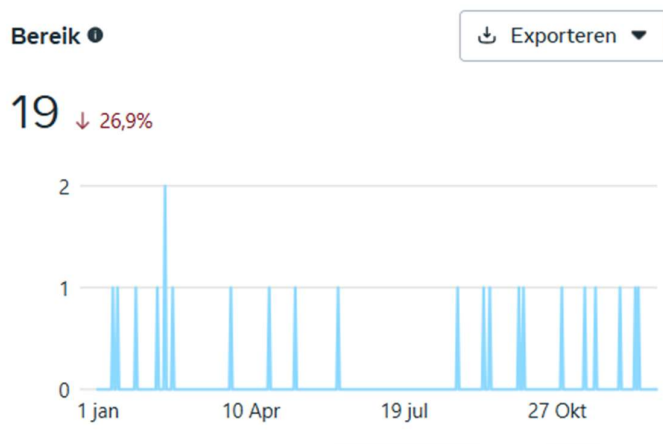 Bereik
Exporteren
19 ↓ 26,9%
2
1
0
1 jan 10 Apr 19 jul 27 Okt